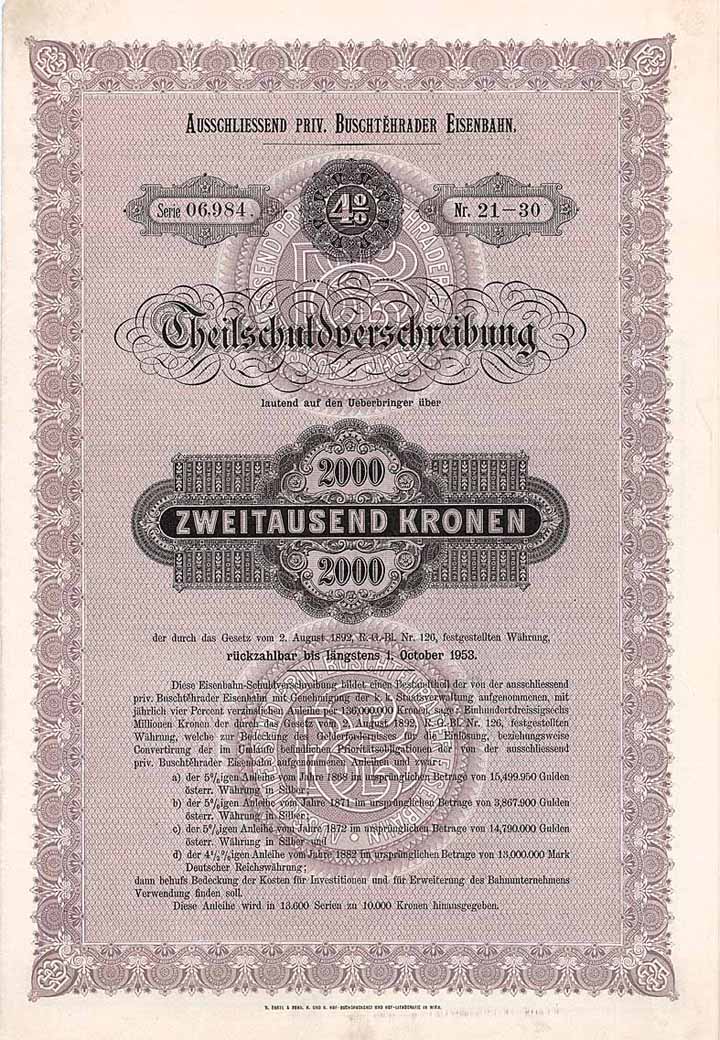 AUSSCHLIESSEND PRIV. BUSCHTĚHRADER EISENBAHN.
Serie 06,984.
4%
Nr. 21-30
Theilschuldverschreibung
lautend auf den Ueberbringer über
2000
ZWEITAUSEND KRONEN
2000
der durch das Gesetz vom 2. August 1892, R.-G.-Bl. Nr. 126, festgestellten Währung,
rückzahlbar bis längstens 1. October 1953.
Diese Eisenbahn-Schuldverschreibung bildet einen Bestandtheil der von der ausschliessend
priv. Buschtěhrader Eisenbahn mit Genehmigung der k. k. Staatsverwaltung aufgenommenen, mit
jährlich vier Percent verzinslichen Anleihe per 136,000.000 Kronen, sage Einhundertdreissigsechs
Millionen Kronen der durch das Gesetz vom 2. August 1892, R. G. Bl. Nr. 126, festgestellten
Währung, welche zur Bedeckung des Gelderfordernisses für die Einlösung, beziehungsweise
Convertirung der im Umlaufe befindlichen Prioritätsobligationen der von der ausschliessend
priv. Buschtěhrader Eisenbahn aufgenommenen Anleihen und zwar:
a) der 5%igen Anleihe vom Jahre 1868 im ursprünglichen Betrage von 15,499.950 Gulden
österr. Währung in Silber;
b) der 5%igen Anleihe vom Jahre 1871 im ursprünglichen Betrage von 3,867.900 Gulden
österr. Währung in Silber;
c) der 5%igen Anleihe vom Jahre 1872 im ursprünglichen Betrage von 14,790.000 Gulden
österr. Währung in Silber und
d) der 4½%igen Anleihe vom Jahre 1882 im ursprünglichen Betrage von 13,000.000 Mark
Deutscher Reichswährung;
dann behufs Bedeckung der Kosten für Investitionen und für Erweiterung des Bahnunternehmens
Verwendung finden soll.
Diese Anleihe wird in 13.600 Serien zu 10.000 Kronen hinausgegeben.
K. UND K. HOF-BUCHDRUCKEREI UND HOF-LITHOGRAFIE IN WIEN.